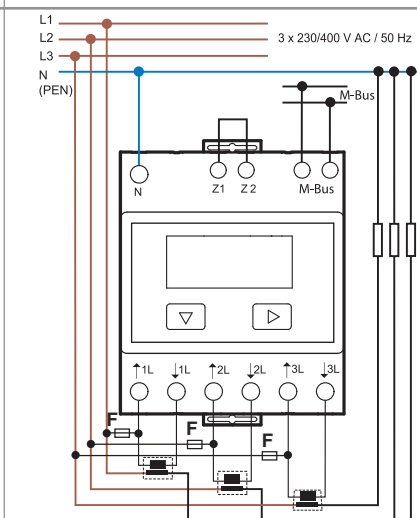 L1
L2
3 x 230/400 V AC / 50 Hz
L3
N
(PEN)
M-Bus
N
Z1
Z 2
M-Bus
↑1L
↓1L
↑2L
↓2L
↑3L
↓3L
F
F
F